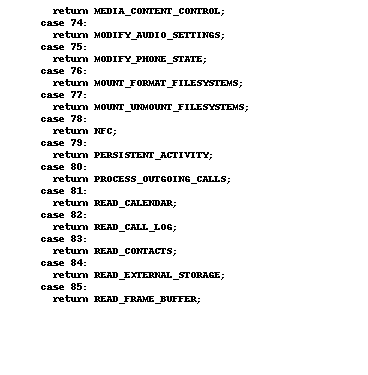 return MEDIA_CONTENT_CONTROL;
case 74:
return MODIFY_AUDIO_SETTINGS;
case 75:
return MODIFY_PHONE_STATE;
case 76:
return MOUNT_FORMAT_FILESYSTEMS;
case 77:
return MOUNT_UNMOUNT_FILESYSTEMS;
case 78:
return NFC;
case 79:
return PERSISTENT_ACTIVITY;
case 80:
return PROCESS_OUTGOING_CALLS;
case 81:
return READ_CALENDAR;
case 82:
return READ_CALL_LOG;
case 83:
return READ_CONTACTS;
case 84:
return READ_EXTERNAL_STORAGE;
case 85:
return READ_FRAME_BUFFER;